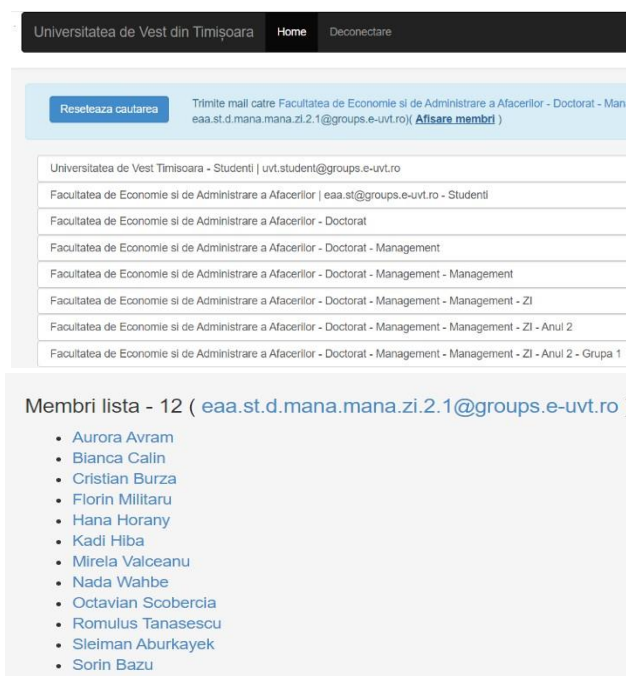 Universitatea de Vest din Timișoara Home Deconectare
Reseteaza cautarea
Trimite mail catre Facultatea de Economie si de Administrare a Afacerilor - Doctorat - Man
eaa.st.d.mana.mana.zi.2.1@groups.e-uvt.ro)( Afisare membri )
Universitatea de Vest Timisoara - Studenti | uvt.student@groups.e-uvt.ro
Facultatea de Economie si de Administrare a Afacerilor | eaa.st@groups.e-uvt.ro - Studenti
Facultatea de Economie si de Administrare a Afacerilor - Doctorat
Facultatea de Economie si de Administrare a Afacerilor - Doctorat - Management
Facultatea de Economie si de Administrare a Afacerilor - Doctorat - Management - Management
Facultatea de Economie si de Administrare a Afacerilor - Doctorat - Management - Management - ZI
Facultatea de Economie si de Administrare a Afacerilor - Doctorat - Management - Management - ZI - Anul 2
Facultatea de Economie si de Administrare a Afacerilor - Doctorat - Management - Management - ZI - Anul 2 - Grupa 1
Membri lista - 12 ( eaa.st.d.mana.mana.zi.2.1@groups.e-uvt.ro )
• Aurora Avram
• Bianca Calin
• Cristian Burza
• Florin Militaru
• Hana Horany
• Kadi Hiba
• Mirela Valceanu
• Nada Wahbe
• Octavian Scobercia
• Romulus Tanasescu
• Sleiman Aburkayek
• Sorin Bazu